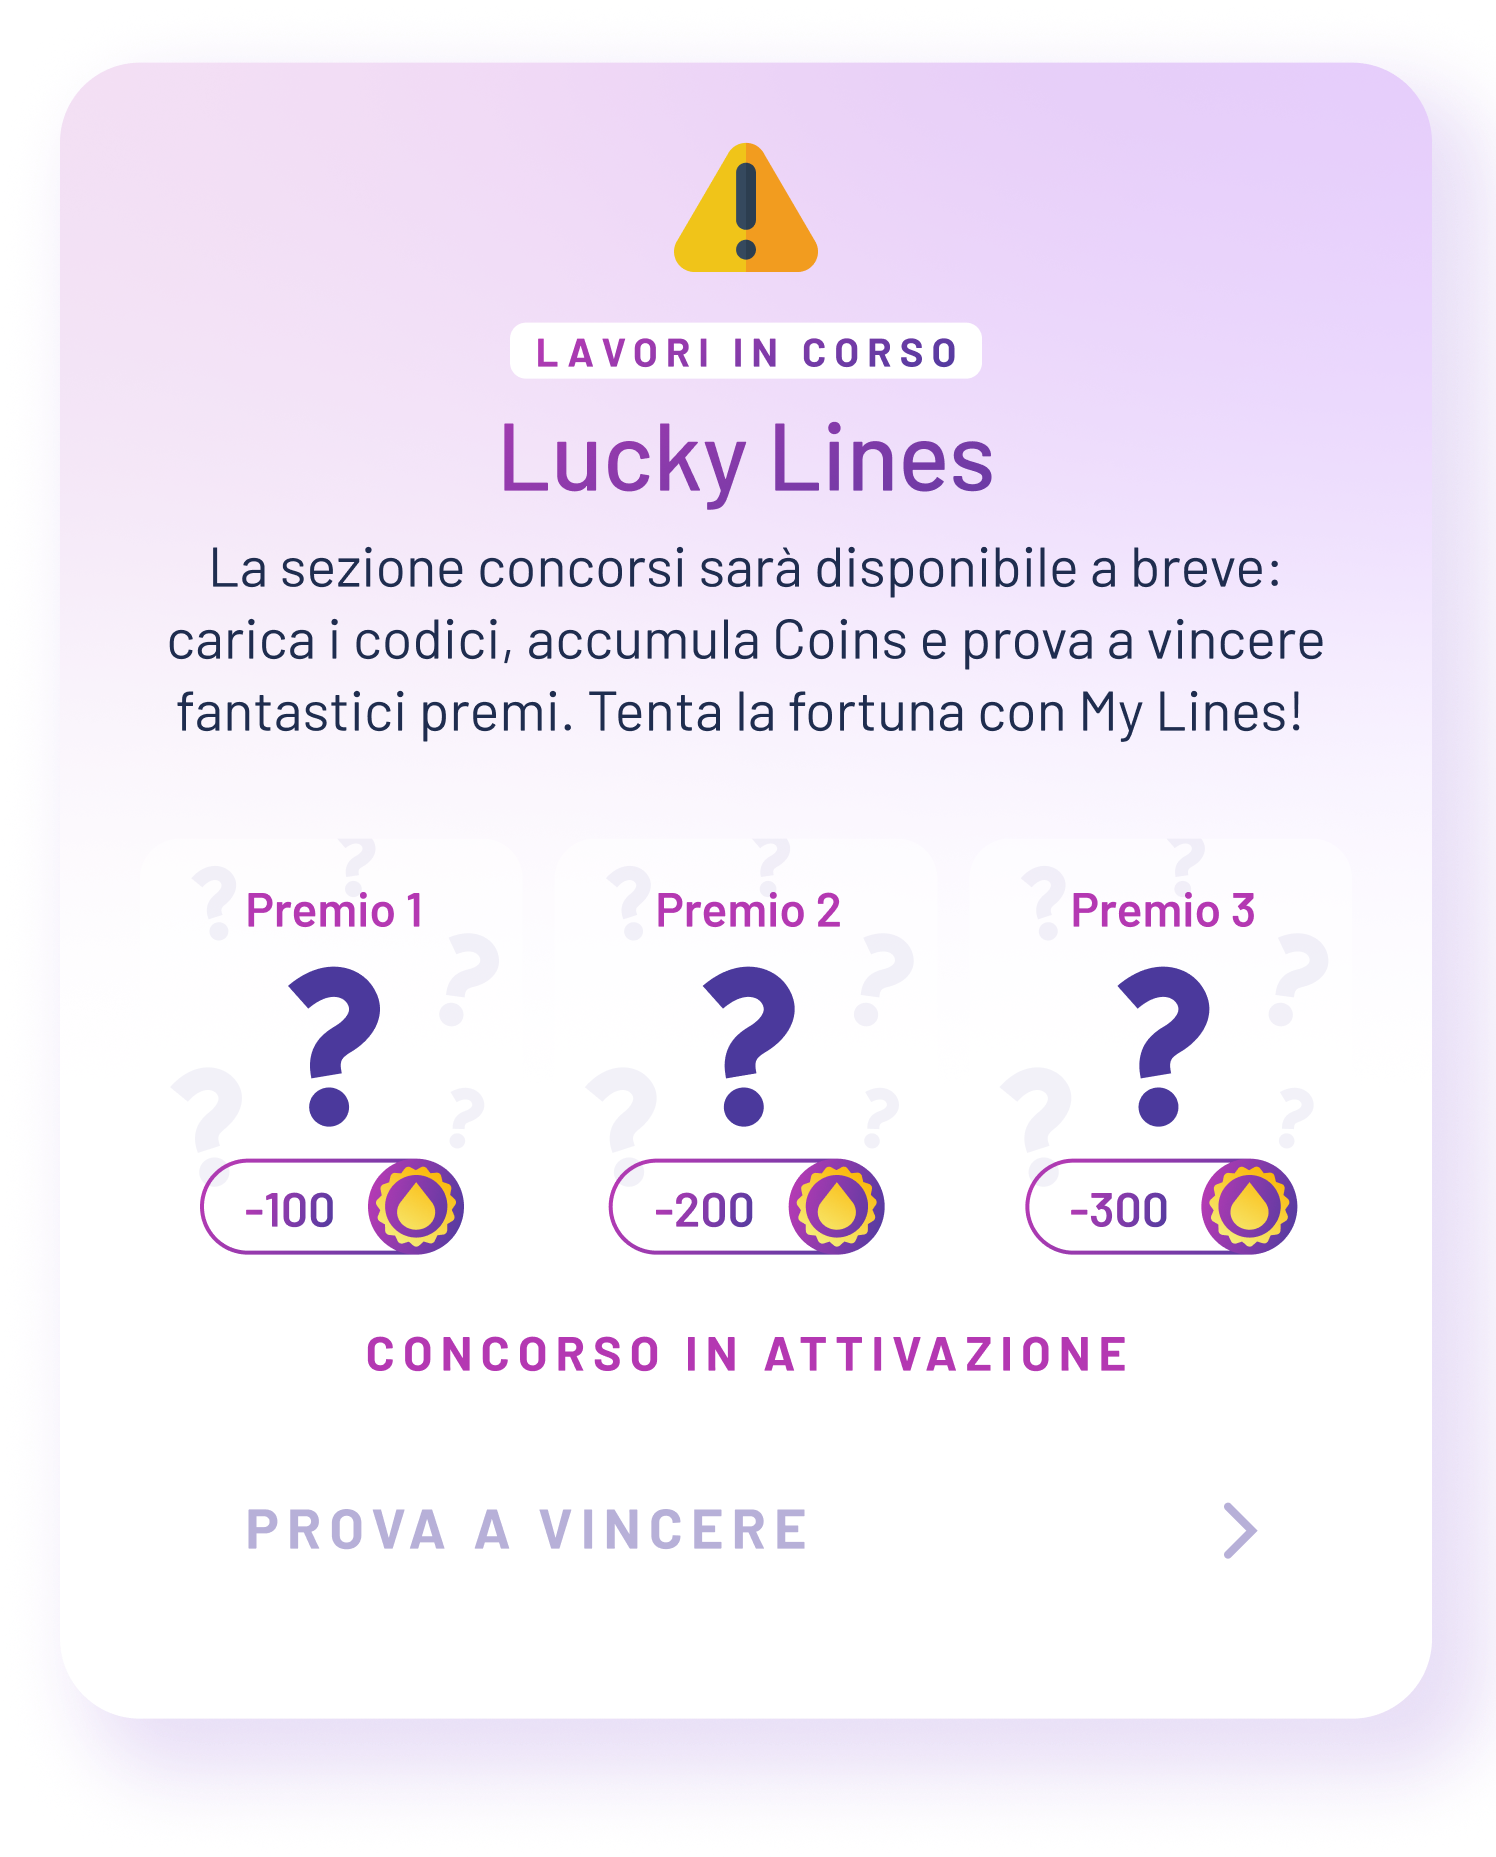 LAVORI IN CORSO
Lucky Lines
La sezione concorsi sarà disponibile a breve:
carica i codici, accumula Coins e prova a vincere
fantastici premi. Tenta la fortuna con My Lines!
Premio 1
?
-100
Premio 2
?
-200
Premio 3
?
-300
CONCORSO IN ATTIVAZIONE
PROVA A VINCERE